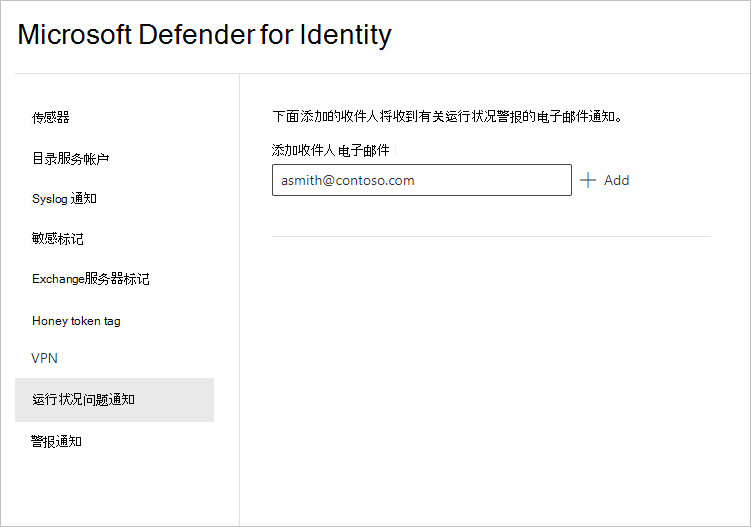 Microsoft Defender for Identity
传感器
目录服务帐户
Syslog 通知
敏感标记
Exchange服务器标记
Honey token tag
VPN
运行状况问题通知
警报通知
下面添加的收件人将收到有关运行状况警报的电子邮件通知。
添加收件人电子邮件
asmith@contoso.com
Add